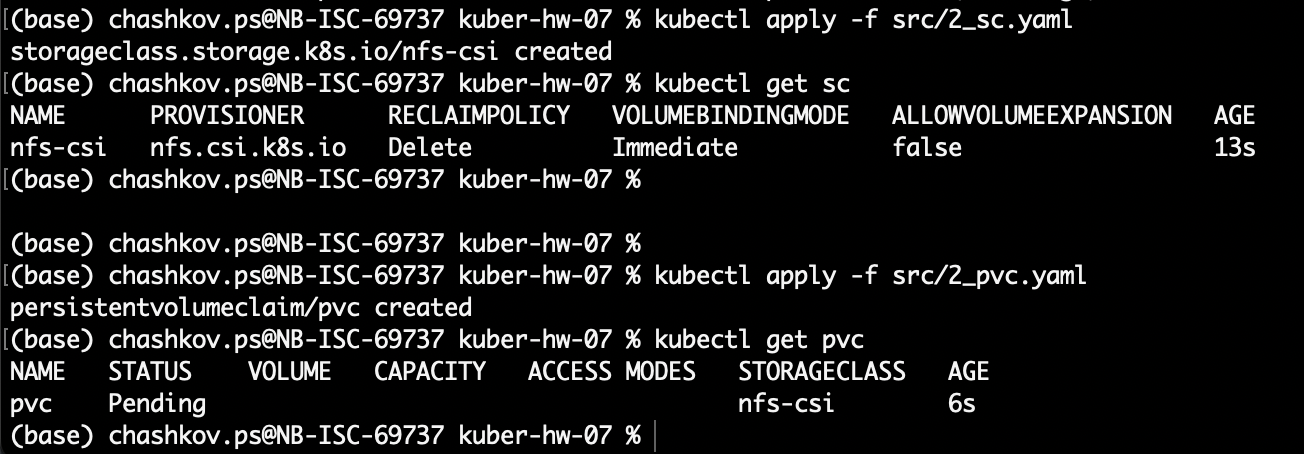 [(base) chashkov.ps@NB-ISC-69737 kuber-hw-07 % kubectl apply -f src/2_sc.yaml
storageclass.storage.k8s.io/nfs-csi created
[(base) chashkov.ps@NB-ISC-69737 kuber-hw-07 % kubectl get sc
NAME PROVISIONER RECLAIMPOLICY VOLUMEBINDINGMODE ALLOWVOLUMEEXPANSION AGE
nfs-csi nfs.csi.k8s.io Delete Immediate false 13s
[(base) chashkov.ps@NB-ISC-69737 kuber-hw-07 %
(base) chashkov.ps@NB-ISC-69737 kuber-hw-07 %
[(base) chashkov.ps@NB-ISC-69737 kuber-hw-07 % kubectl apply -f src/2_pvc.yaml
persistentvolumeclaim/pvc created
[(base) chashkov.ps@NB-ISC-69737 kuber-hw-07 % kubectl get pvc
NAME STATUS VOLUME CAPACITY ACCESS MODES STORAGECLASS AGE
pvc Pending nfs-csi 6s
(base) chashkov.ps@NB-ISC-69737 kuber-hw-07 %